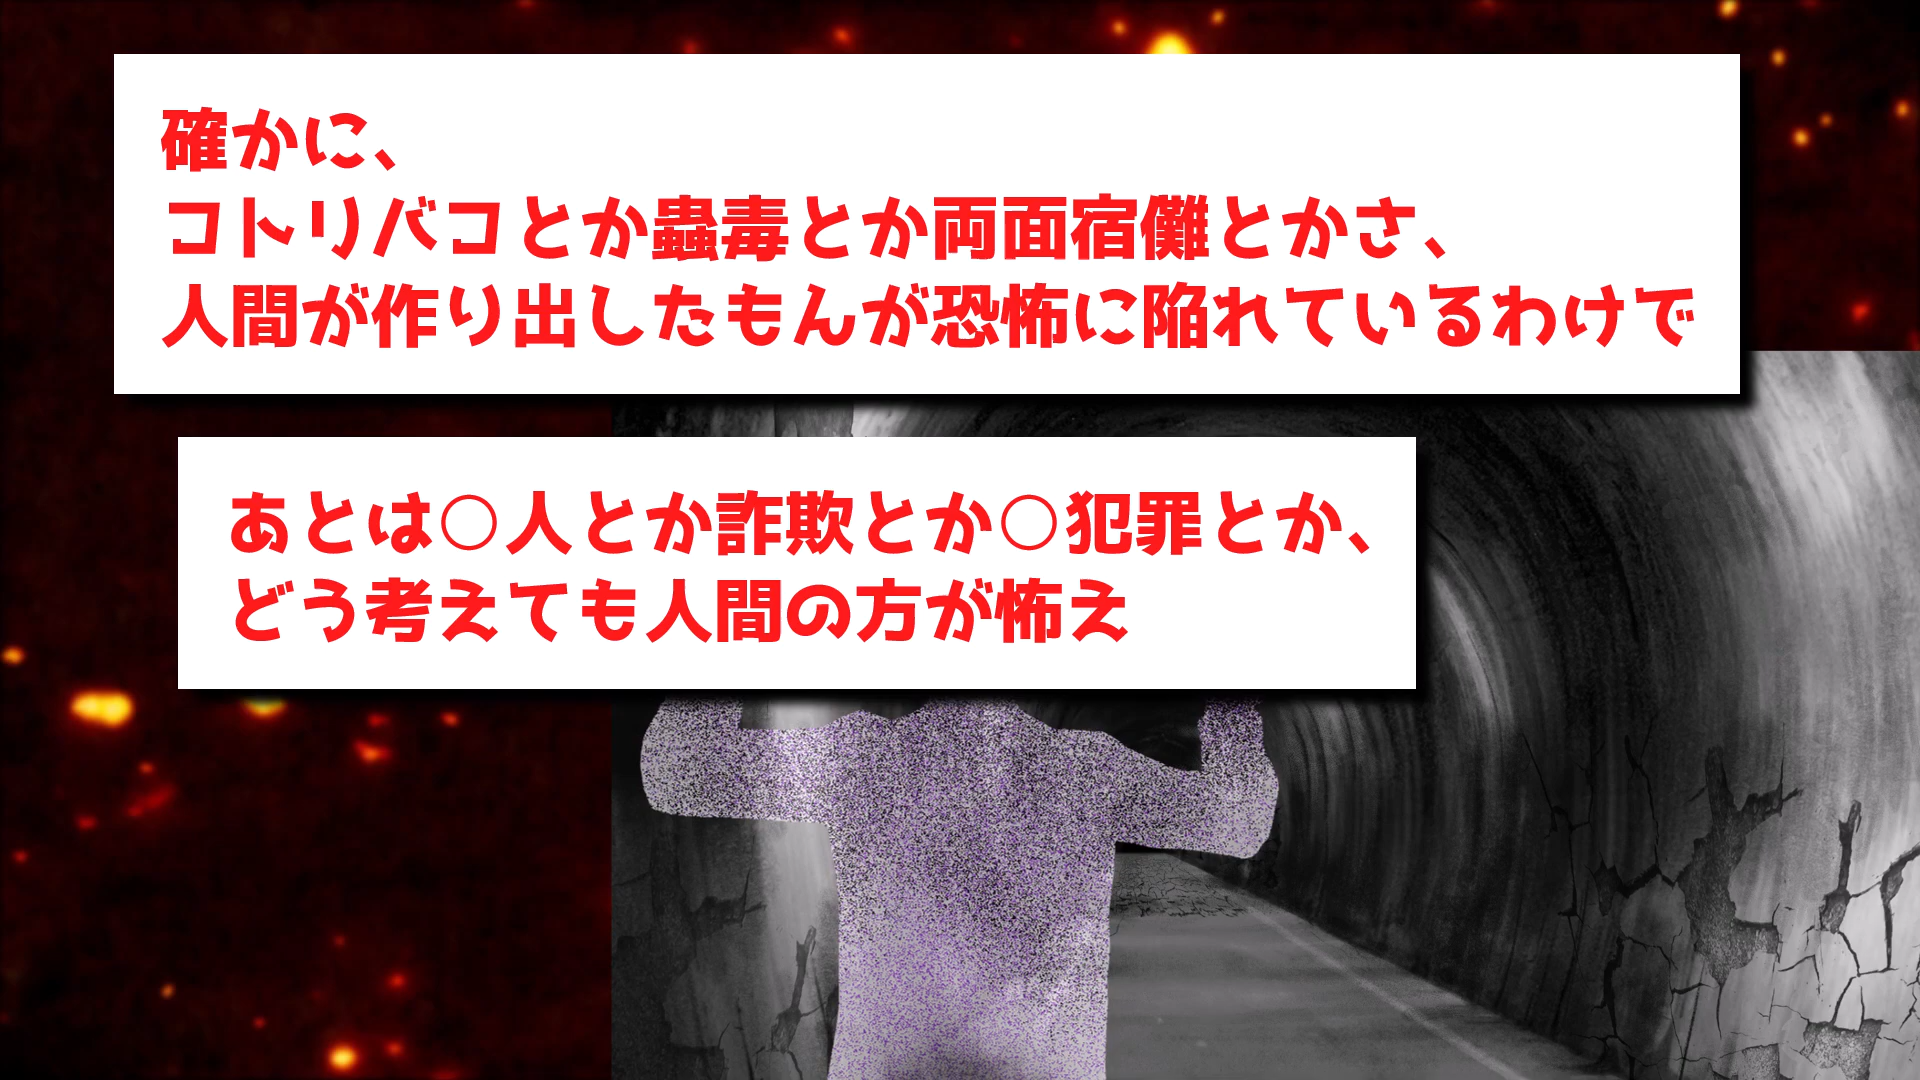 確かに、
コトリバコとか蟲毒とか両面宿儺とかさ、
人間が作り出したもんが恐怖に陥れているわけで
あとは○人とか詐欺とか○犯罪とか、
どう考えても人間の方が怖え